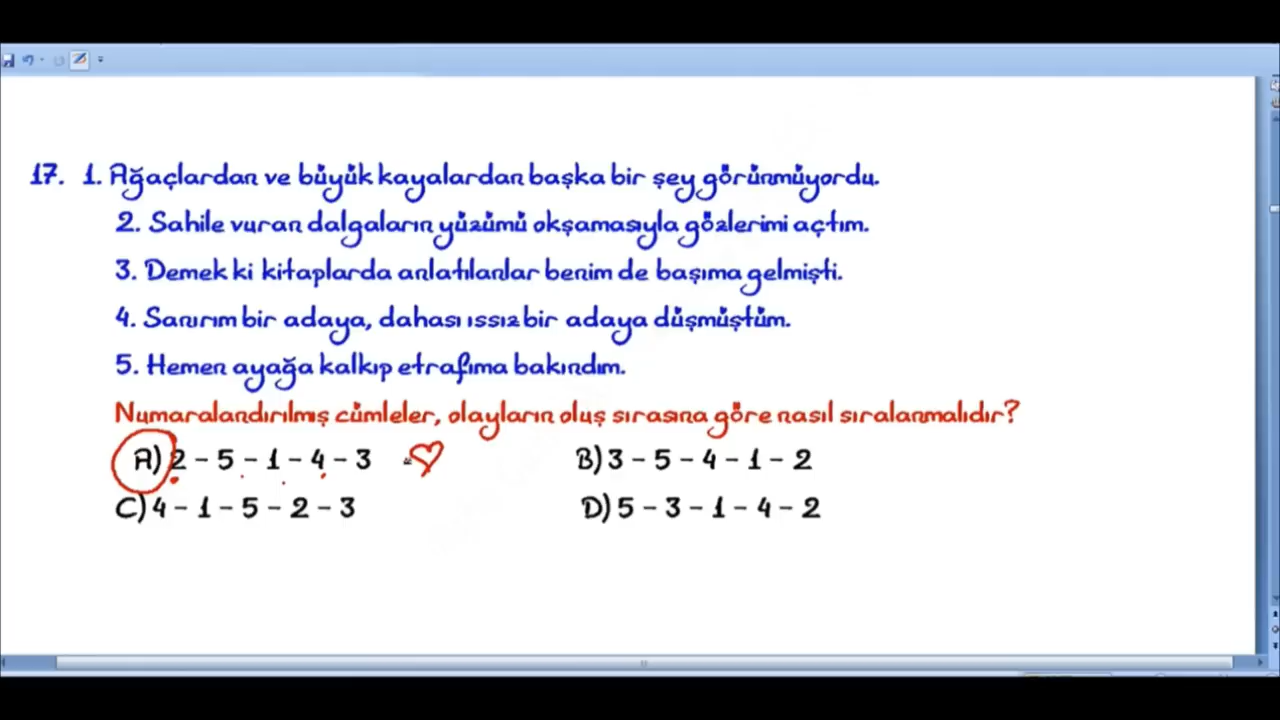 17. 1. Ağaçlardan ve büyük kayalardan başka bir şey görünmüyordu.
2. Sahile vuran dalgaların yüzümü okşamasıyla gözlerimi açtım.
3. Demek ki kitaplarda anlatılanlar benim de başıma gelmişti.
4. Sanırım bir adaya, dahası ıssız bir adaya düşmüştüm.
5. Hemen ayağa kalkıp etrafıma bakındım.
Numaralandırılmış cümleler, olayların oluş sırasına göre nasıl sıralanmalıdır?
A) 2 - 5 - 1 - 4 - 3
B) 3 - 5 - 4 - 1 - 2
C) 4 - 1 - 5 - 2 - 3
D) 5 - 3 - 1 - 4 - 2